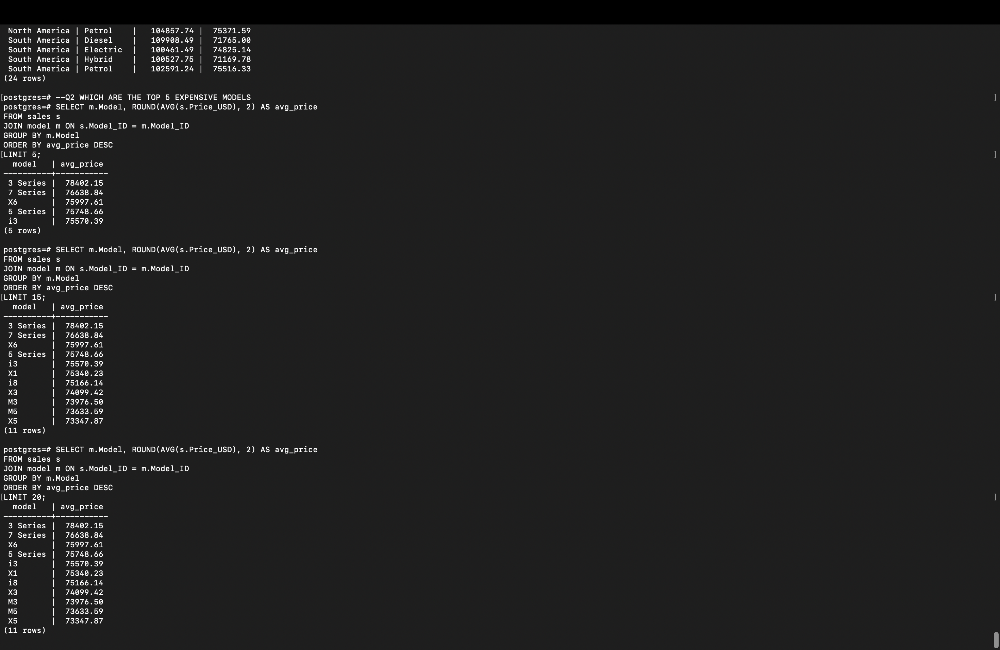 North America | Petrol    |   104857.74 |  75371.59
South America | Diesel    |   109908.49 |  71765.00
South America | Electric  |   100461.49 |  74825.14
South America | Hybrid    |   100527.75 |  71169.78
South America | Petrol    |   102591.24 |  75516.33
(24 rows)
[postgres=# --Q2 WHICH ARE THE TOP 5 EXPENSIVE MODELS ]
postgres=# SELECT m.Model, ROUND(AVG(s.Price_USD), 2) AS avg_price
FROM sales s
JOIN model m ON s.Model_ID = m.Model_ID
GROUP BY m.Model
ORDER BY avg_price DESC
[LIMIT 5; ]
  model   | avg_price
----------+-----------
 3 Series |  78402.15
 7 Series |  76638.84
 X6       |  75997.61
 5 Series |  75748.66
 i3       |  75570.39
(5 rows)
postgres=# SELECT m.Model, ROUND(AVG(s.Price_USD), 2) AS avg_price
FROM sales s
JOIN model m ON s.Model_ID = m.Model_ID
GROUP BY m.Model
ORDER BY avg_price DESC
[LIMIT 15; ]
  model   | avg_price
----------+-----------
 3 Series |  78402.15
 7 Series |  76638.84
 X6       |  75997.61
 5 Series |  75748.66
 i3       |  75570.39
 X1       |  75340.23
 i8       |  75166.14
 X3       |  74099.42
 M3       |  73976.50
 M5       |  73633.59
 X5       |  73347.87
(11 rows)
postgres=# SELECT m.Model, ROUND(AVG(s.Price_USD), 2) AS avg_price
FROM sales s
JOIN model m ON s.Model_ID = m.Model_ID
GROUP BY m.Model
ORDER BY avg_price DESC
[LIMIT 20; ]
  model   | avg_price
----------+-----------
 3 Series |  78402.15
 7 Series |  76638.84
 X6       |  75997.61
 5 Series |  75748.66
 i3       |  75570.39
 X1       |  75340.23
 i8       |  75166.14
 X3       |  74099.42
 M3       |  73976.50
 M5       |  73633.59
 X5       |  73347.87
(11 rows)